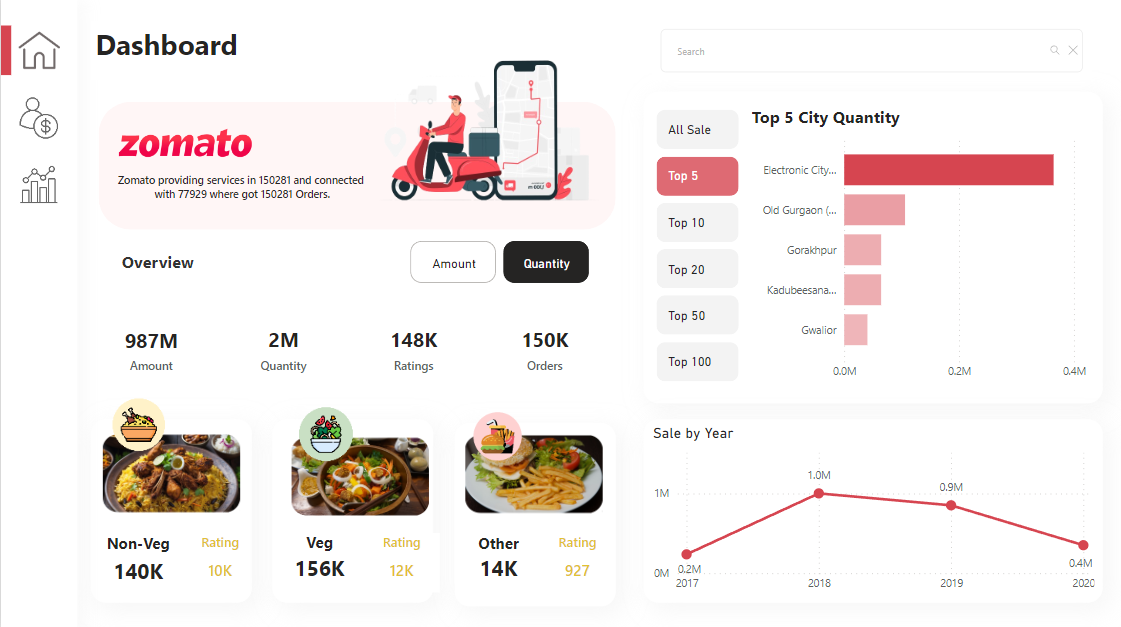 Dashboard
Search
zomato
Zomato providing services in 150281 and connected
with 77929 where got 150281 Orders.
Overview
Amount
Quantity
987M
Amount
2M
Quantity
148K
Ratings
150K
Orders
Non-Veg
Rating
140K
10K
Veg
Rating
156K
12K
Other
Rating
14K
927
All Sale
Top 5
Top 10
Top 20
Top 50
Top 100
Top 5 City Quantity
Electronic City...
Old Gurgaon (...
Gorakhpur
Kadubeesana...
Gwalior
0.0M
0.2M
0.4M
Sale by Year
1M
0M
0.2M
1.0M
0.9M
0.4M
2017
2018
2019
2020